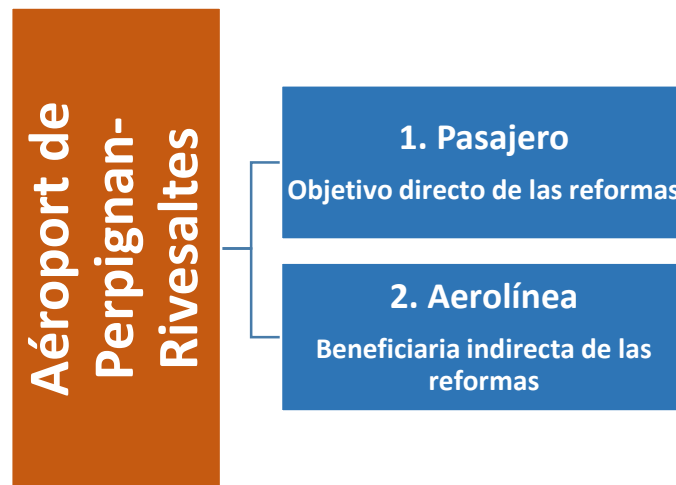 Aéroport de
Perpignan-
Rivesaltes
1. Pasajero
Objetivo directo de las reformas
2. Aerolínea
Beneficiaria indirecta de las
reformas